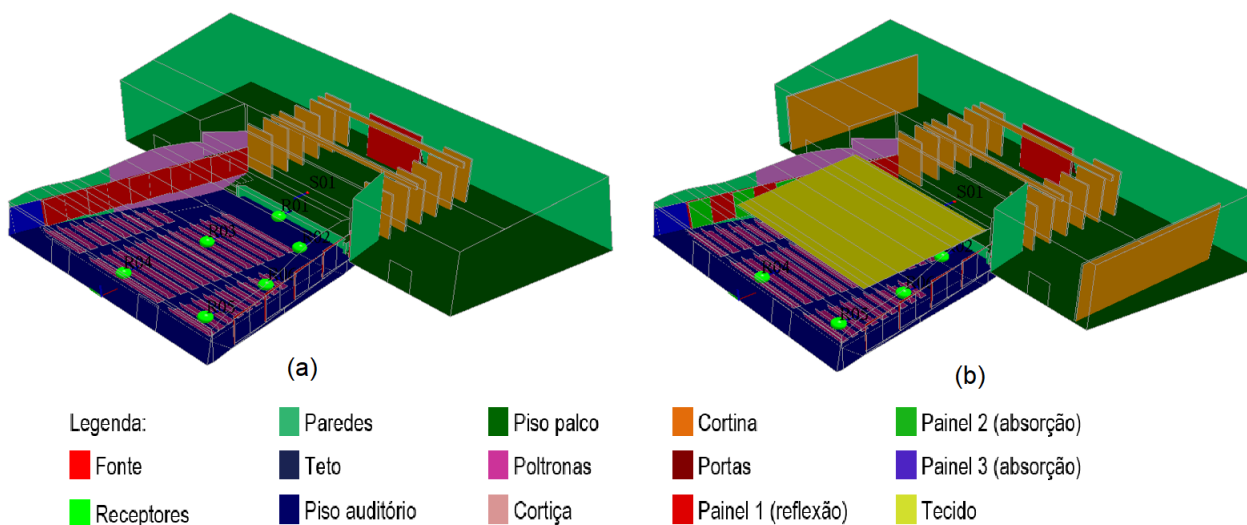 S01
R01
R03
R04
R05
S01
R04
(a)
(b)
Legenda:
Paredes
Piso palco
Cortina
Painel 2 (absorção)
Fonte
Teto
Poltronas
Portas
Painel 3 (absorção)
Receptores
Piso auditório
Cortiça
Painel 1 (reflexão)
Tecido